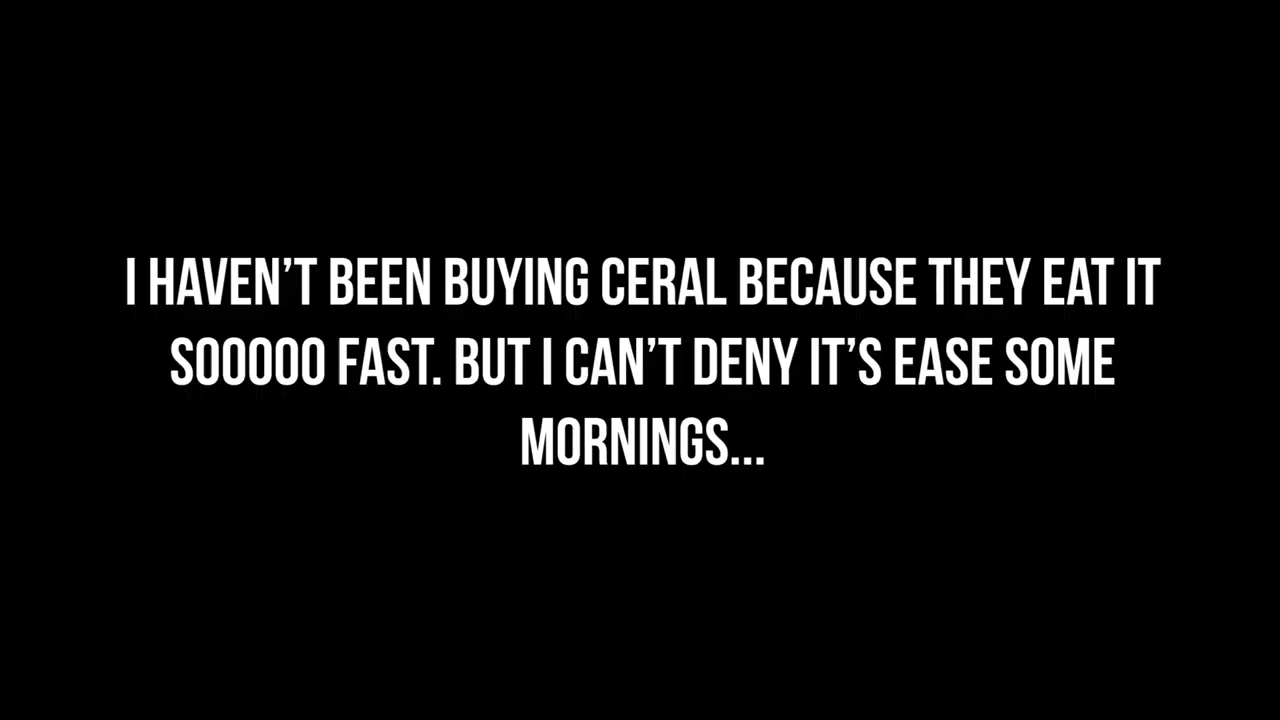 I HAVEN’T BEEN BUYING CERAL BECAUSE THEY EAT IT
SOOOOO FAST. BUT I CAN’T DENY IT’S EASE SOME
MORNINGS...